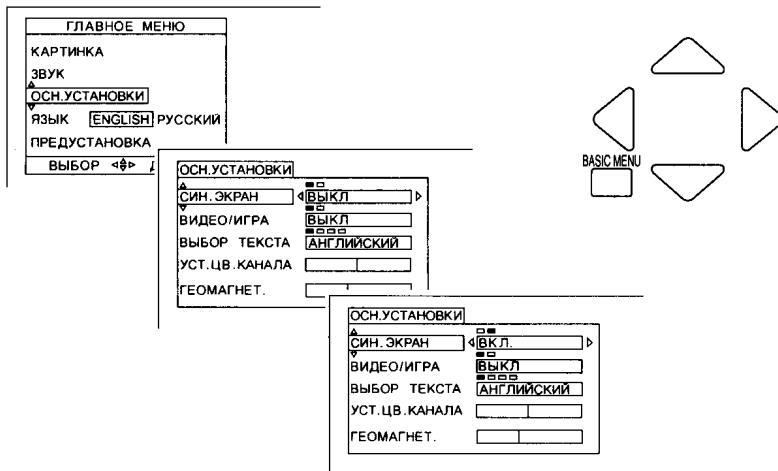 ГЛАВНОЕ МЕНЮ
КАРТИНКА
ЗВУК
ОСН.УСТАНОВКИ
ЯЗЫК ENGLISH РУССКИЙ
ПРЕДУСТАНОВКА
ВЫБОР
BASIC MENU
ОСН.УСТАНОВКИ
СИН.ЭКРАН ВЫКЛ
ВИДЕО/ИГРА ВЫКЛ
ВЫБОР ТЕКСТА АНГЛИЙСКИЙ
УСТ.ЦВ.КАНАЛА
ГЕОМАГНЕТ.
ОСН.УСТАНОВКИ
СИН.ЭКРАН ВКЛ.
ВИДЕО/ИГРА ВЫКЛ
ВЫБОР ТЕКСТА АНГЛИЙСКИЙ
УСТ.ЦВ.КАНАЛА
ГЕОМАГНЕТ.